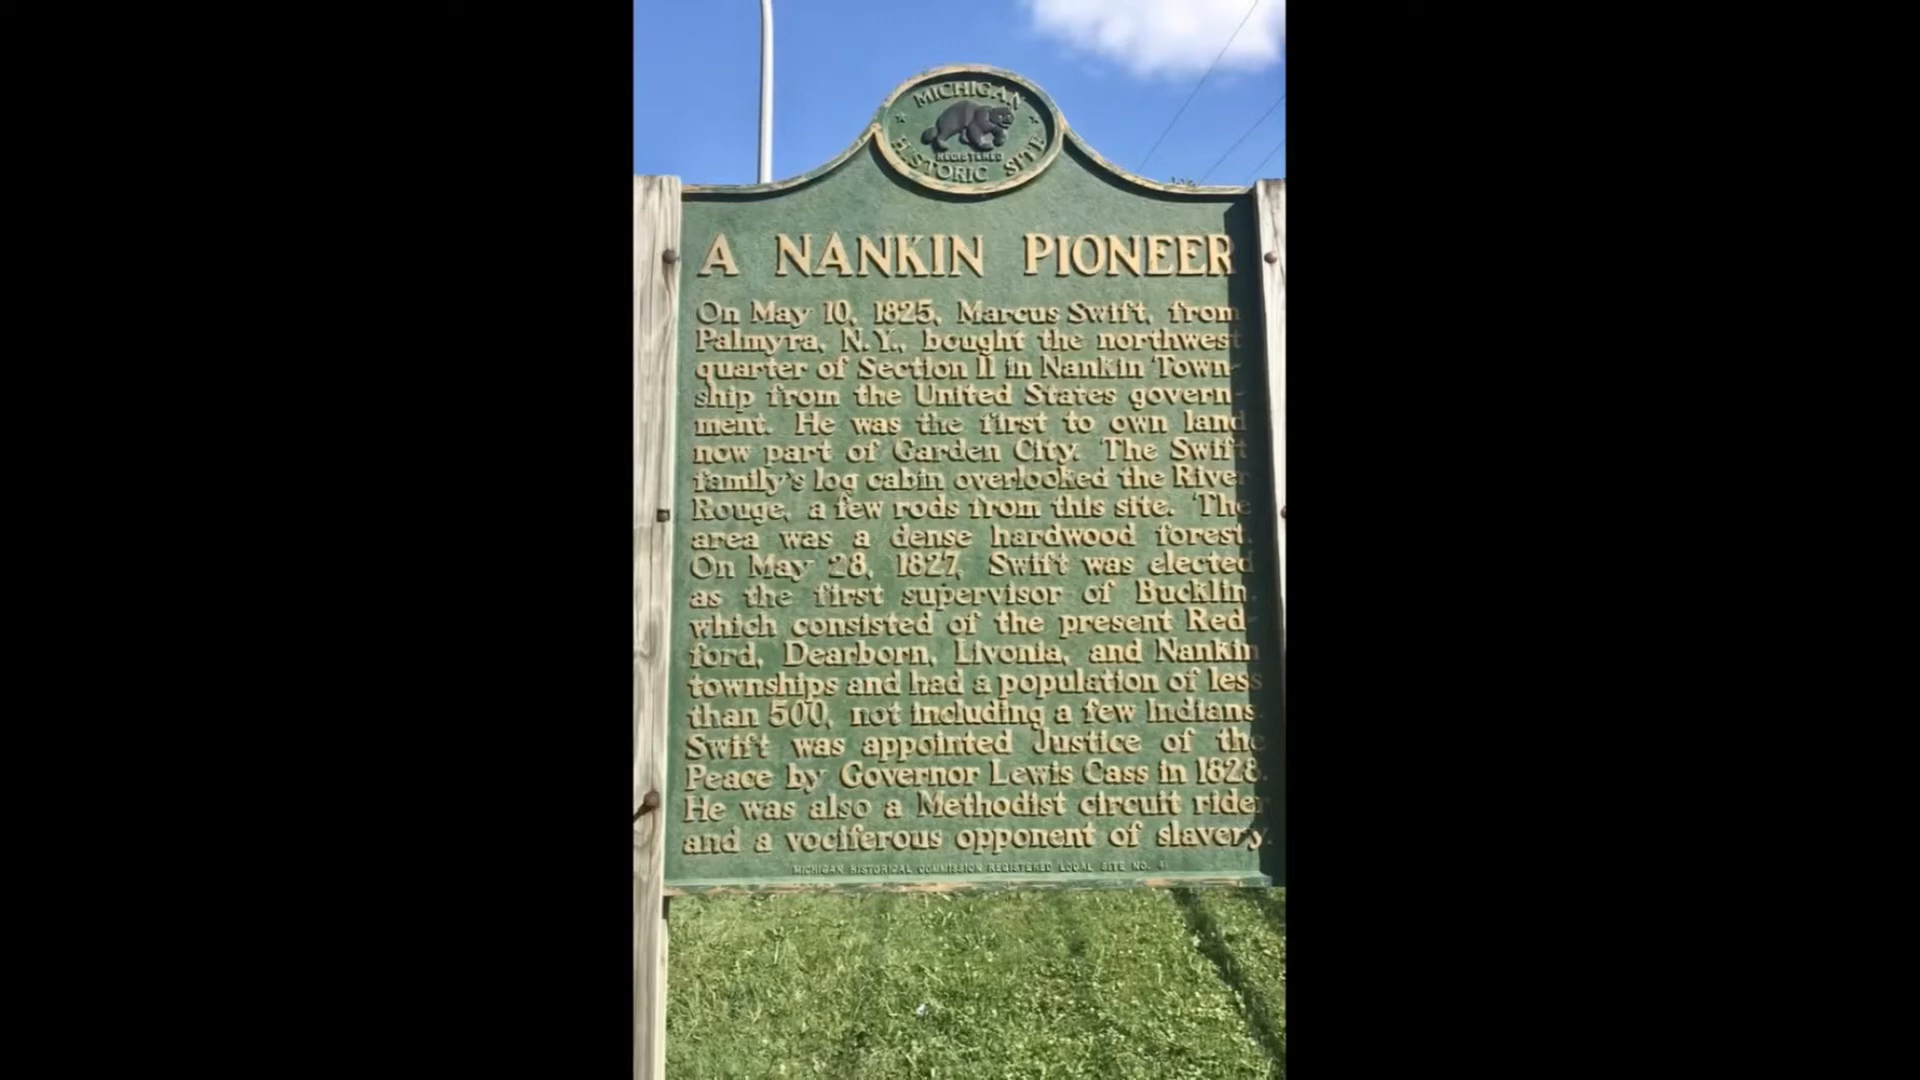 MICHIGAN
REGISTERED
HISTORIC SITE
A NANKIN PIONEER
On May 10, 1825, Marcus Swift, from
Palmyra, N.Y., bought the northwest
quarter of Section 11 in Nankin Town-
ship from the United States govern-
ment. He was the first to own land
now part of Garden City. The Swift
family's log cabin overlooked the River
Rouge, a few rods from this site. The
area was a dense hardwood forest.
On May 28, 1827, Swift was elected
as the first supervisor of Bucklin,
which consisted of the present Red-
ford, Dearborn, Livonia, and Nankin
townships and had a population of less
than 500, not including a few Indians.
Swift was appointed Justice of the
Peace by Governor Lewis Cass in 1828.
He was also a Methodist circuit rider
and a vociferous opponent of slavery.
MICHIGAN HISTORICAL COMMISSION REGISTERED LOCAL SITE NO.